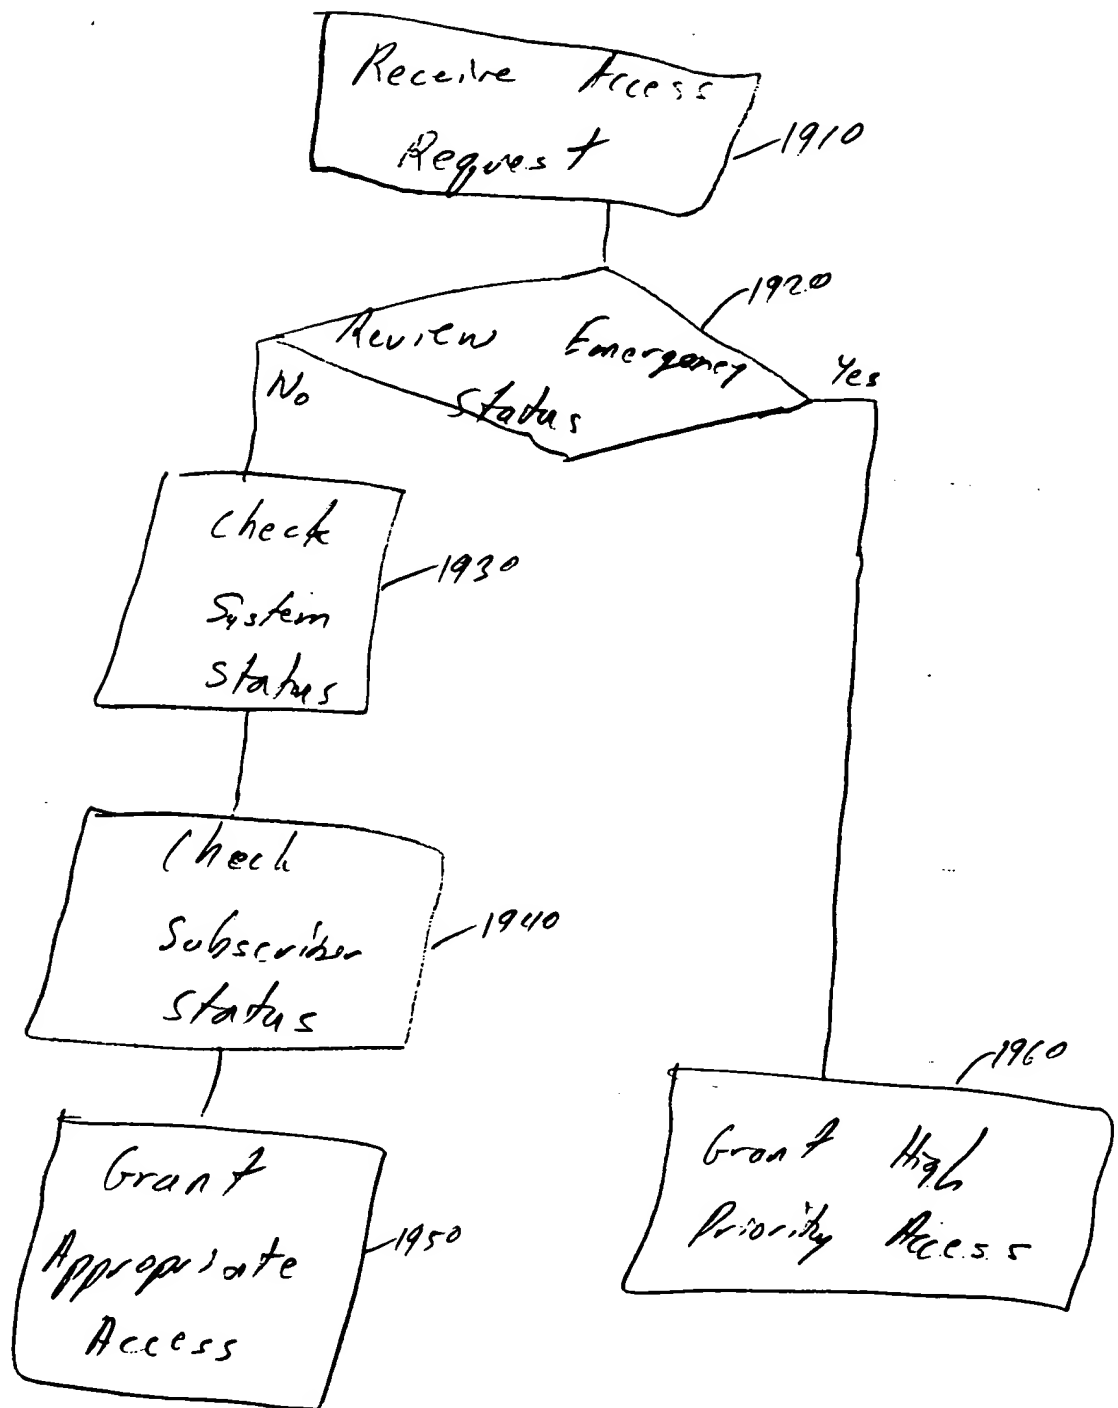 Receive Access
Request
1910
1920
Review Emergency
Status
Yes
No
Check
System
Status
1930
Check
Subscriber
Status
1940
1960
Grant High
Priority Access
Grant
Appropriate
Access
1950